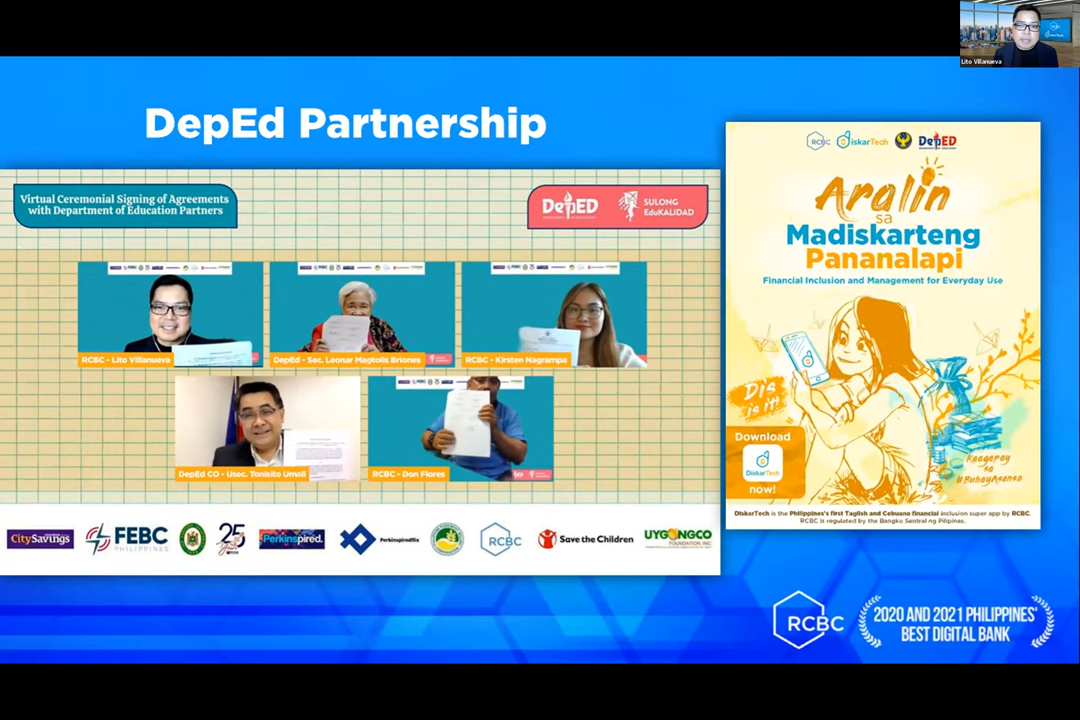 Lito Villanueva
DepEd Partnership
Virtual Ceremonial Signing of Agreements
with Department of Education Partners
DepED
SULONG
EduKALIDAD
RCBC - Lito Villanueva
DepEd - Sec. Leonar Magtolis Briones
RCBC - Kirsten Nagrampa
DepEd CO - Usec. Tonisito Umali
RCBC - Don Flores
CitySavings
FEBC
PHILIPPINES
25
Years
Perkinspired.
Perkinspiredfix
RCBC
Save the Children
UYGONGCO
FOUNDATION, INC.
RCBC
DiskarTech
DepED
Aralin
sa
Madiskarteng
Pananalapi
Financial Inclusion and Management for Everyday Use
Dis
is it!
Download
DiskarTech
now!
Kaagapay
sa
#BuhayAsenso
DiskarTech is the Philippines's first Taglish and Cebuano financial inclusion super app by RCBC.
RCBC is regulated by the Bangko Sentral ng Pilipinas.
RCBC
2020 AND 2021 PHILIPPINES'
BEST DIGITAL BANK